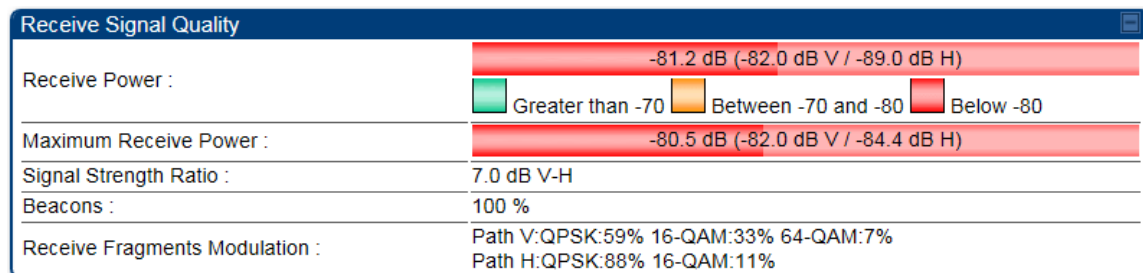 Receive Signal Quality
Receive Power :
-81.2 dB (-82.0 dB V / -89.0 dB H)
Greater than -70 Between -70 and -80 Below -80
Maximum Receive Power :
-80.5 dB (-82.0 dB V / -84.4 dB H)
Signal Strength Ratio :
7.0 dB V-H
Beacons :
100 %
Receive Fragments Modulation :
Path V:QPSK:59% 16-QAM:33% 64-QAM:7%
Path H:QPSK:88% 16-QAM:11%